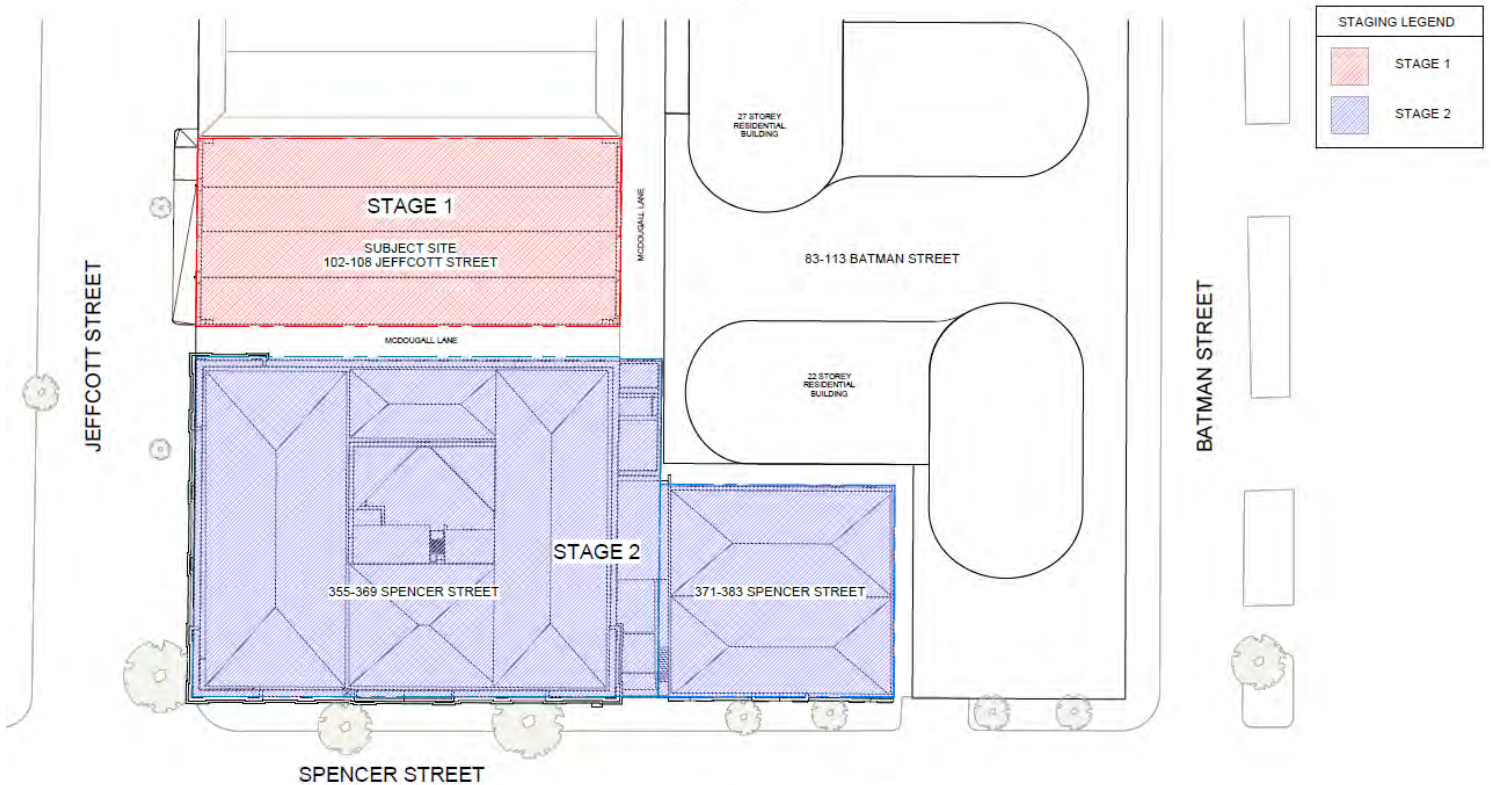 STAGING LEGEND
STAGE 1
STAGE 2
27 STOREY
RESIDENTIAL
BUILDING
STAGE 1
SUBJECT SITE
102-108 JEFFCOTT STREET
MCDOUGALL LANE
83-113 BATMAN STREET
JEFFCOTT STREET
BATMAN STREET
MCDOUGALL LANE
22 STOREY
RESIDENTIAL
BUILDING
STAGE 2
355-369 SPENCER STREET
371-383 SPENCER STREET
SPENCER STREET